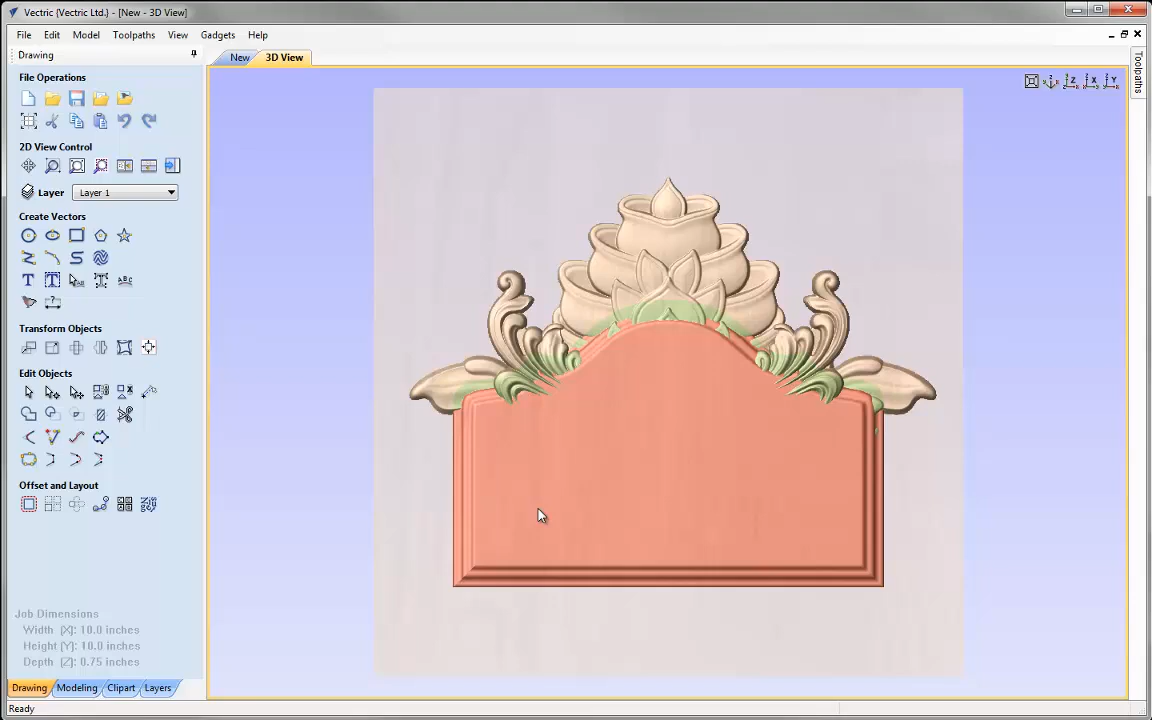 Vectric {Vectric Ltd.} - [New - 3D View]
File Edit Model Toolpaths View Gadgets Help
Drawing
New 3D View
Toolpaths
File Operations
Z X Y
2D View Control
Layer Layer 1
Create Vectors
Transform Objects
Edit Objects
Offset and Layout
Job Dimensions
Width (X): 10.0 inches
Height (Y): 10.0 inches
Depth (Z): 0.75 inches
Drawing Modeling Clipart Layers
Ready